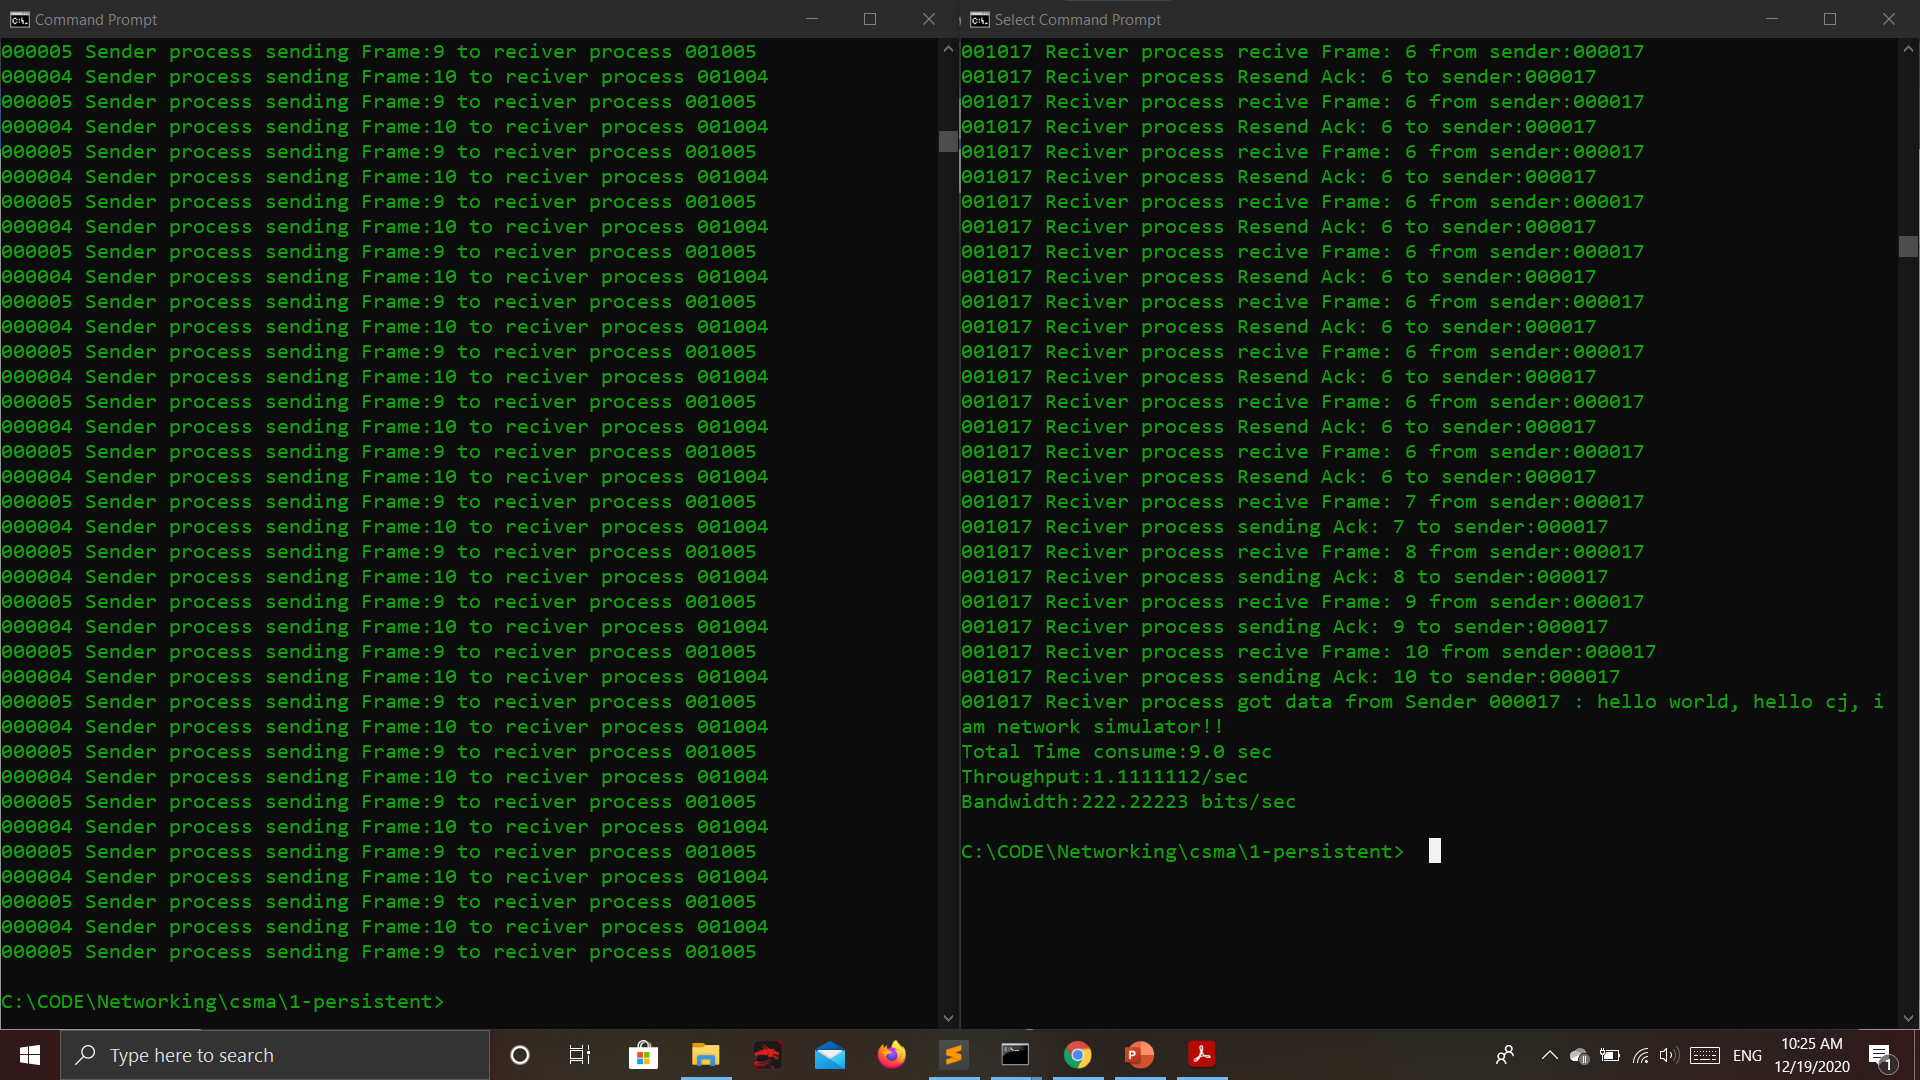 Command Prompt
000005 Sender process sending Frame:9 to reciver process 001005
000004 Sender process sending Frame:10 to reciver process 001004
000005 Sender process sending Frame:9 to reciver process 001005
000004 Sender process sending Frame:10 to reciver process 001004
000005 Sender process sending Frame:9 to reciver process 001005
000004 Sender process sending Frame:10 to reciver process 001004
000005 Sender process sending Frame:9 to reciver process 001005
000004 Sender process sending Frame:10 to reciver process 001004
000005 Sender process sending Frame:9 to reciver process 001005
000004 Sender process sending Frame:10 to reciver process 001004
000005 Sender process sending Frame:9 to reciver process 001005
000004 Sender process sending Frame:10 to reciver process 001004
000005 Sender process sending Frame:9 to reciver process 001005
000004 Sender process sending Frame:10 to reciver process 001004
000005 Sender process sending Frame:9 to reciver process 001005
000004 Sender process sending Frame:10 to reciver process 001004
000005 Sender process sending Frame:9 to reciver process 001005
000004 Sender process sending Frame:10 to reciver process 001004
000005 Sender process sending Frame:9 to reciver process 001005
000004 Sender process sending Frame:10 to reciver process 001004
000005 Sender process sending Frame:9 to reciver process 001005
000004 Sender process sending Frame:10 to reciver process 001004
000005 Sender process sending Frame:9 to reciver process 001005
000004 Sender process sending Frame:10 to reciver process 001004
000005 Sender process sending Frame:9 to reciver process 001005
000004 Sender process sending Frame:10 to reciver process 001004
000005 Sender process sending Frame:9 to reciver process 001005
000004 Sender process sending Frame:10 to reciver process 001004
000005 Sender process sending Frame:9 to reciver process 001005
000004 Sender process sending Frame:10 to reciver process 001004
000005 Sender process sending Frame:9 to reciver process 001005
000004 Sender process sending Frame:10 to reciver process 001004
000005 Sender process sending Frame:9 to reciver process 001005
000004 Sender process sending Frame:10 to reciver process 001004
000005 Sender process sending Frame:9 to reciver process 001005
000004 Sender process sending Frame:10 to reciver process 001004
000005 Sender process sending Frame:9 to reciver process 001005
C:\CODE\Networking\csma\1-persistent>
Select Command Prompt
001017 Reciver process recive Frame: 6 from sender:000017
001017 Reciver process Resend Ack: 6 to sender:000017
001017 Reciver process recive Frame: 6 from sender:000017
001017 Reciver process Resend Ack: 6 to sender:000017
001017 Reciver process recive Frame: 6 from sender:000017
001017 Reciver process Resend Ack: 6 to sender:000017
001017 Reciver process recive Frame: 6 from sender:000017
001017 Reciver process Resend Ack: 6 to sender:000017
001017 Reciver process recive Frame: 6 from sender:000017
001017 Reciver process Resend Ack: 6 to sender:000017
001017 Reciver process recive Frame: 6 from sender:000017
001017 Reciver process Resend Ack: 6 to sender:000017
001017 Reciver process recive Frame: 6 from sender:000017
001017 Reciver process Resend Ack: 6 to sender:000017
001017 Reciver process recive Frame: 6 from sender:000017
001017 Reciver process Resend Ack: 6 to sender:000017
001017 Reciver process recive Frame: 6 from sender:000017
001017 Reciver process Resend Ack: 6 to sender:000017
001017 Reciver process recive Frame: 7 from sender:000017
001017 Reciver process sending Ack: 7 to sender:000017
001017 Reciver process recive Frame: 8 from sender:000017
001017 Reciver process sending Ack: 8 to sender:000017
001017 Reciver process recive Frame: 9 from sender:000017
001017 Reciver process sending Ack: 9 to sender:000017
001017 Reciver process recive Frame: 10 from sender:000017
001017 Reciver process sending Ack: 10 to sender:000017
001017 Reciver process got data from Sender 000017 : hello world, hello cj, i
am network simulator!!
Total Time consume:9.0 sec
Throughput:1.1111112/sec
Bandwidth:222.22223 bits/sec
C:\CODE\Networking\csma\1-persistent>
Type here to search
ENG
10:25 AM
12/19/2020
1